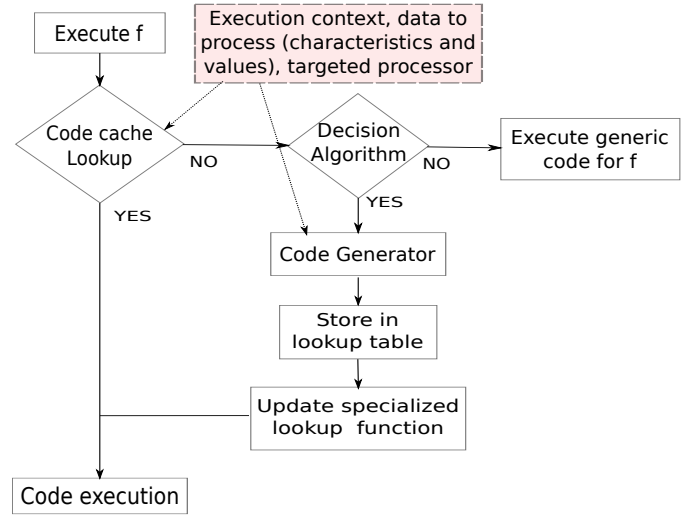 Execute f
Execution context, data to
process (characteristics and
values), targeted processor
Code cache
Lookup
NO
Decision
Algorithm
NO
Execute generic
code for f
YES
YES
Code Generator
Store in
lookup table
Update specialized
lookup function
Code execution